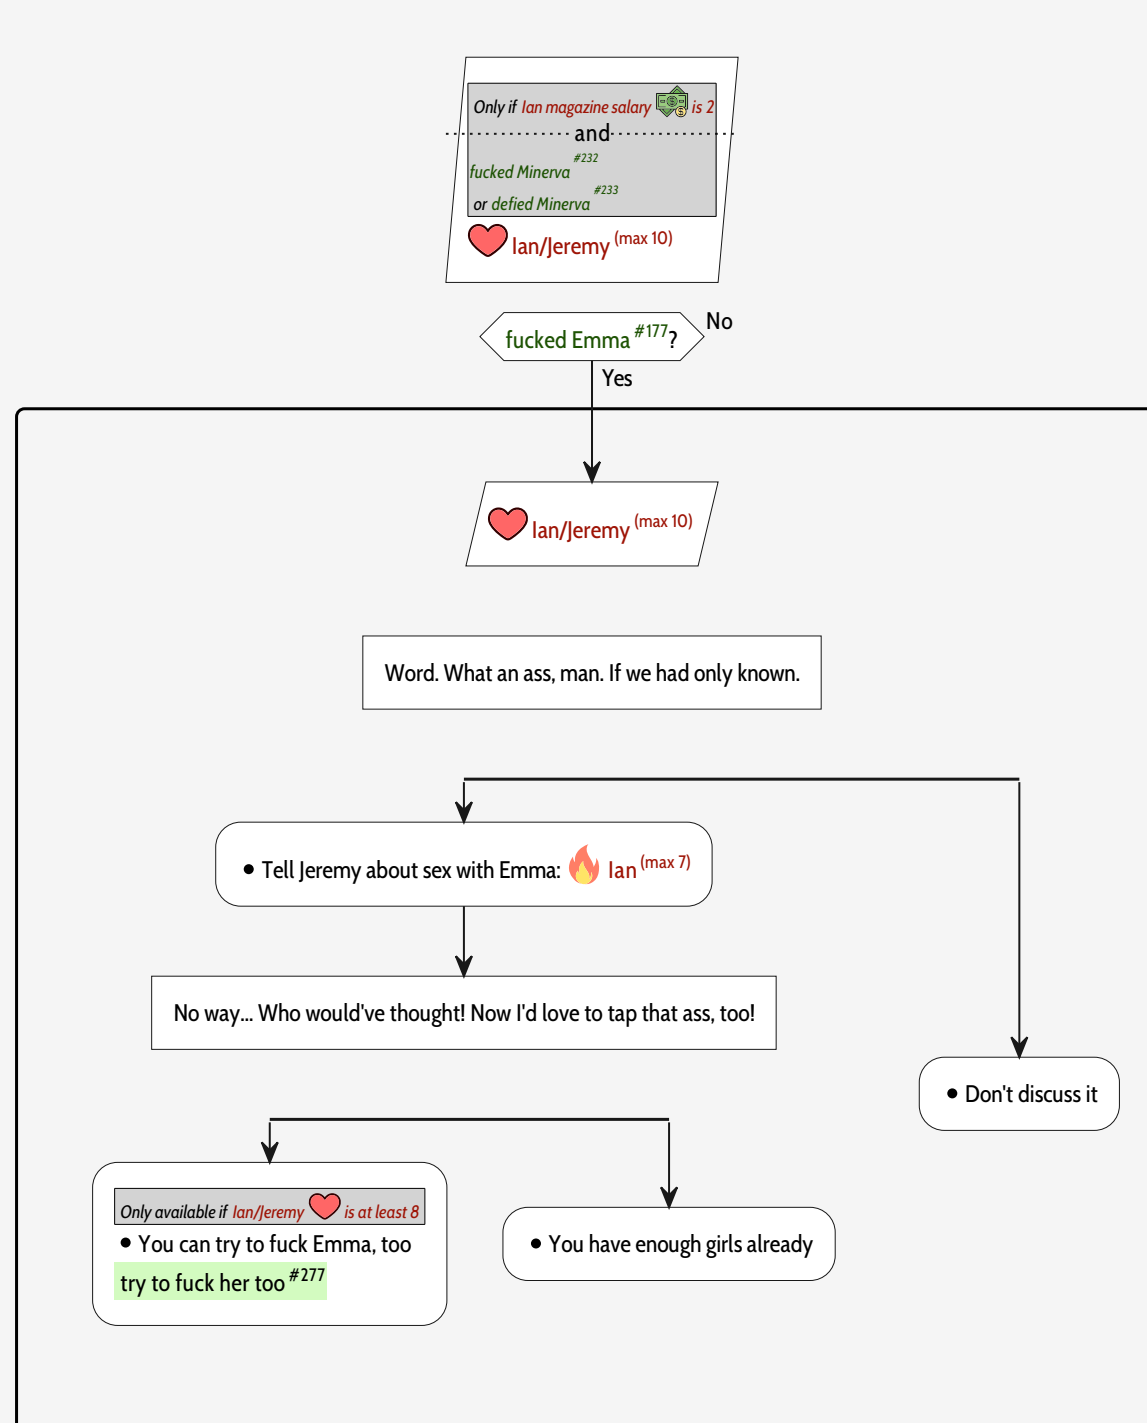 Only if Ian magazine salary is 2
and
fucked Minerva #232
or defied Minerva #233
Ian/Jeremy (max 10)
fucked Emma #177?
No
Yes
Ian/Jeremy (max 10)
Word. What an ass, man. If we had only known.
• Tell Jeremy about sex with Emma: Ian (max 7)
No way... Who would've thought! Now I'd love to tap that ass, too!
• Don't discuss it
Only available if Ian/Jeremy is at least 8
• You can try to fuck Emma, too
try to fuck her too #277
• You have enough girls already